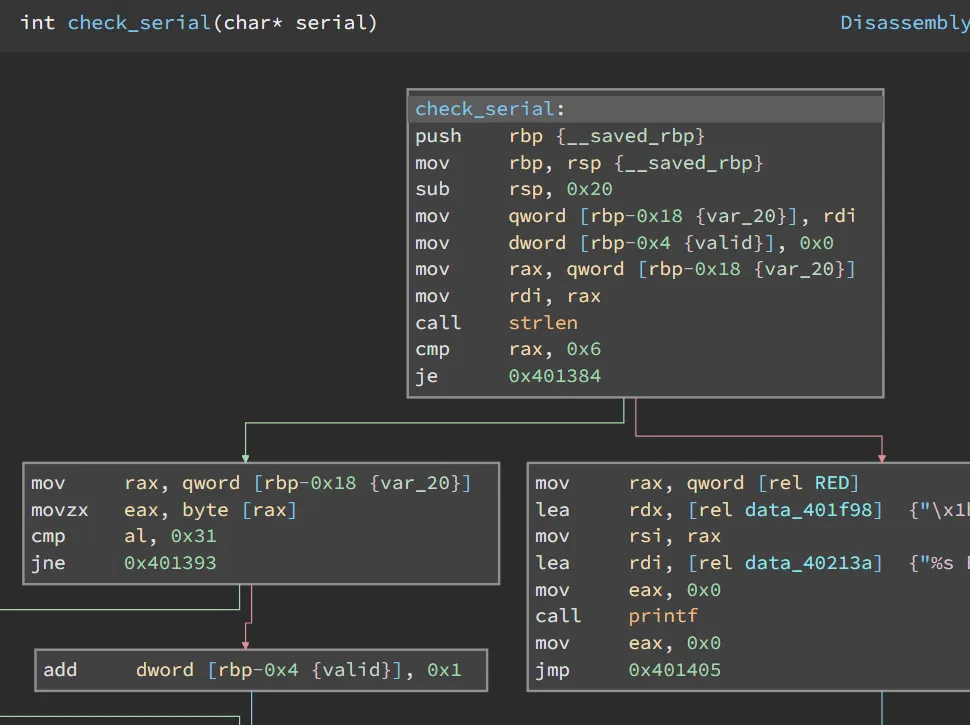 int check_serial(char* serial) Disassembly
check_serial:
push rbp {__saved_rbp}
mov rbp, rsp {__saved_rbp}
sub rsp, 0x20
mov qword [rbp-0x18 {var_20}], rdi
mov dword [rbp-0x4 {valid}], 0x0
mov rax, qword [rbp-0x18 {var_20}]
mov rdi, rax
call strlen
cmp rax, 0x6
je 0x401384
mov rax, qword [rbp-0x18 {var_20}]
movzx eax, byte [rax]
cmp al, 0x31
jne 0x401393
mov rax, qword [rel RED]
lea rdx, [rel data_401f98] {"\x1b
mov rsi, rax
lea rdi, [rel data_40213a] {"%s
mov eax, 0x0
call printf
mov eax, 0x0
jmp 0x401405
add dword [rbp-0x4 {valid}], 0x1